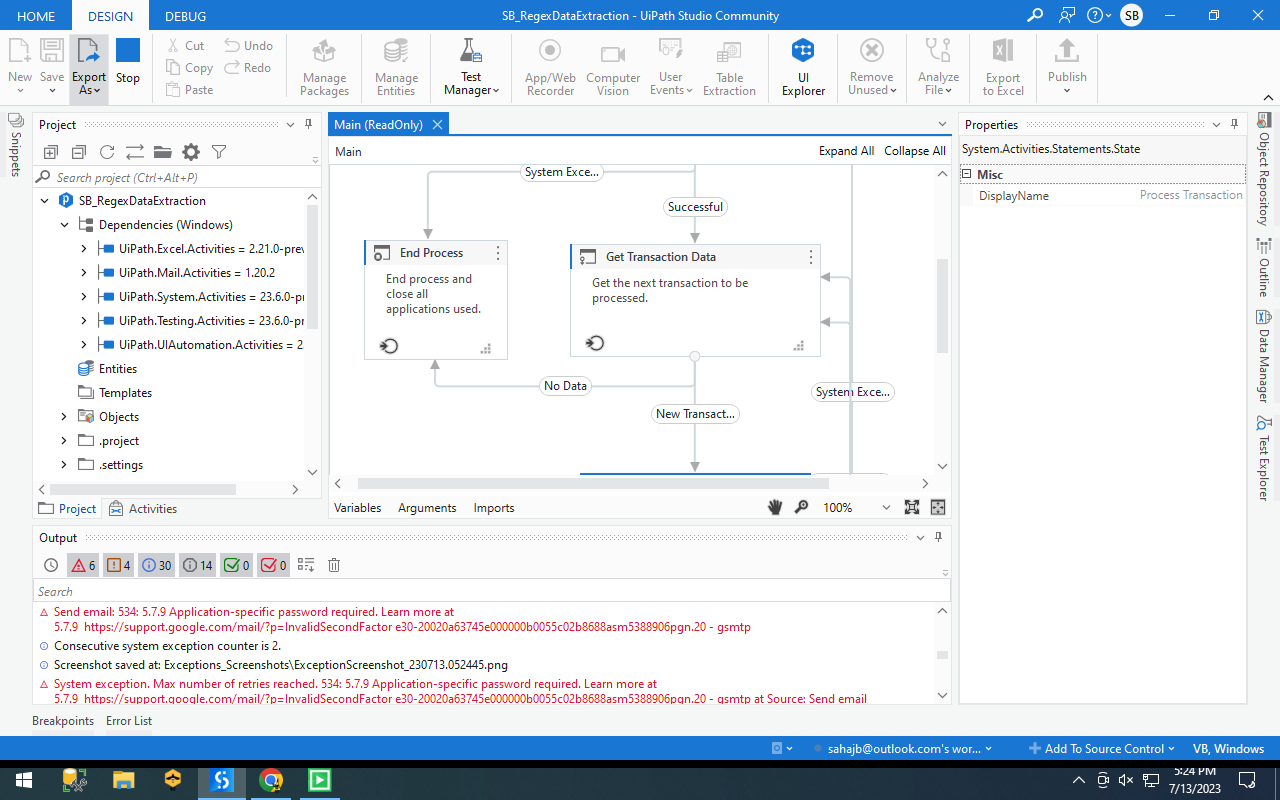 HOME DESIGN DEBUG SB_RegexDataExtraction - UiPath Studio Community SB
New Save Export As Stop Cut Copy Paste Undo Redo Manage Packages Manage Entities Test Manager App/Web Recorder Computer Vision User Events Table Extraction UI Explorer Remove Unused Analyze File Export to Excel Publish
Snippets
Project
Search project (Ctrl+Alt+P)
SB_RegexDataExtraction
Dependencies (Windows)
UiPath.Excel.Activities = 2.21.0-prev
UiPath.Mail.Activities = 1.20.2
UiPath.System.Activities = 23.6.0-pr
UiPath.Testing.Activities = 23.6.0-pr
UiPath.UIAutomation.Activities = 2
Entities
Templates
Objects
.project
.settings
Project Activities
Main (ReadOnly)
Main Expand All Collapse All
System Exce...
Successful
End Process
End process and
close all
applications used.
Get Transaction Data
Get the next transaction to be
processed.
No Data
System Exce...
New Transact...
Variables Arguments Imports 100%
Properties
System.Activities.Statements.State
Misc
DisplayName Process Transaction
Object Repository
Outline
Data Manager
Test Explorer
Output
6 4 30 14 0 0
Search
Send email: 534: 5.7.9 Application-specific password required. Learn more at
5.7.9 https://support.google.com/mail/?p=InvalidSecondFactor e30-20020a63745e000000b0055c02b8688asm5388906pgn.20 - gsmtp
Consecutive system exception counter is 2.
Screenshot saved at: Exceptions_Screenshots\ExceptionScreenshot_230713.052445.png
System exception. Max number of retries reached. 534: 5.7.9 Application-specific password required. Learn more at
5.7.9 https://support.google.com/mail/?p=InvalidSecondFactor e30-20020a63745e000000b0055c02b8688asm5388906pgn.20 - gsmtp at Source: Send email
Breakpoints Error List
sahajb@outlook.com's wor... Add To Source Control VB, Windows
5:24 PM
7/13/2023